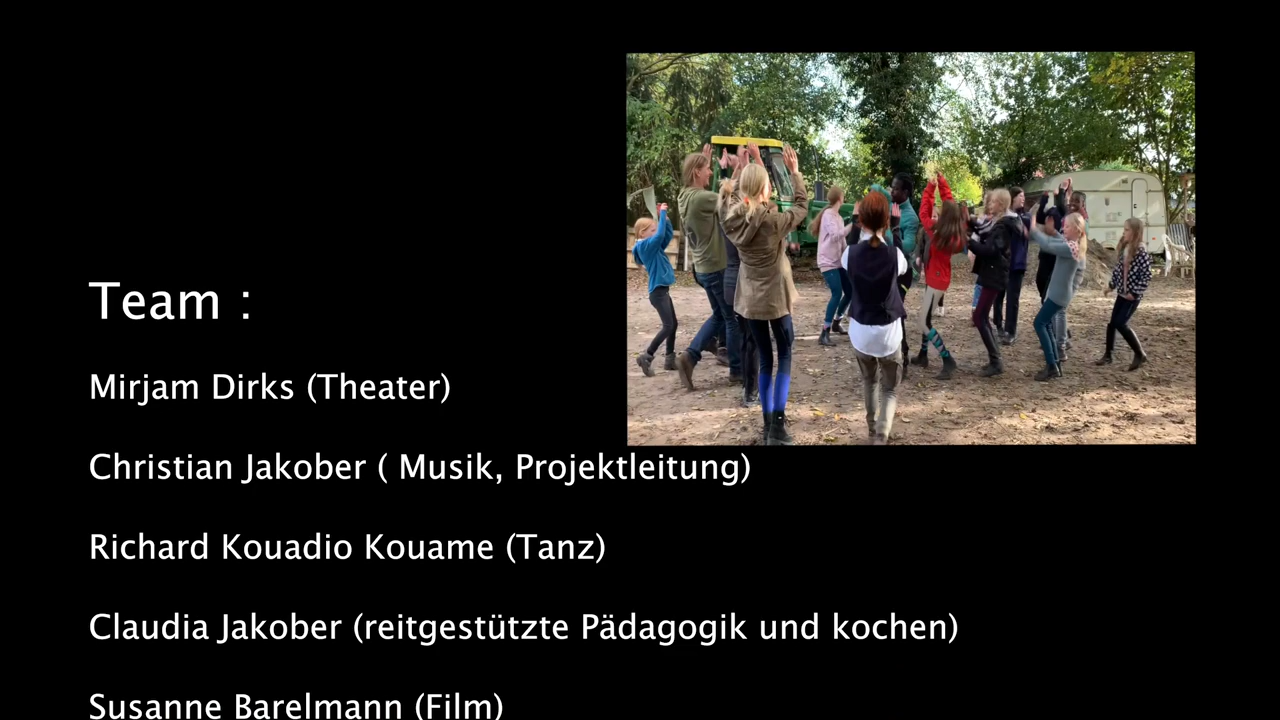 Team :
Mirjam Dirks (Theater)
Christian Jakober ( Musik, Projektleitung)
Richard Kouadio Kouame (Tanz)
Claudia Jakober (reitgestützte Pädagogik und kochen)
Susanne Barelmann (Film)